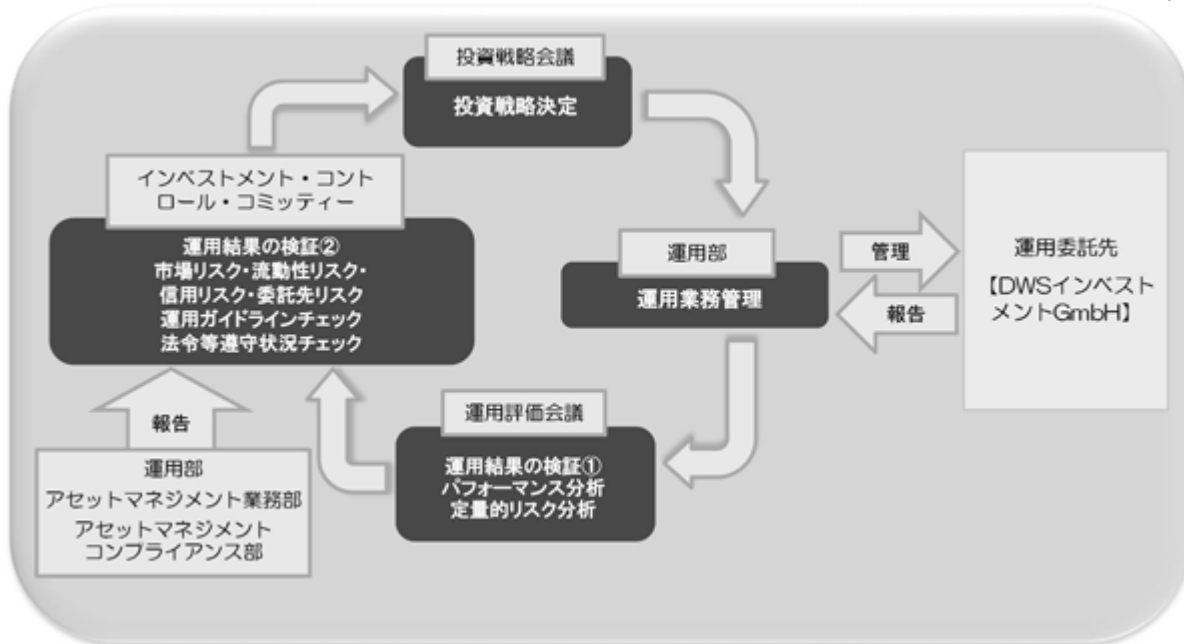 投資戦略会議
投資戦略決定
インベストメント・コント
ロール・コミッティー
運用結果の検証②
市場リスク・流動性リスク・
信用リスク・委託先リスク
運用ガイドラインチェック
法令等遵守状況チェック
運用部
運用業務管理
管理
報告
運用委託先
【DWSインベスト
メントGmbH】
運用評価会議
運用結果の検証①
パフォーマンス分析
定量的リスク分析
報告
運用部
アセットマネジメント業務部
アセットマネジメント
コンプライアンス部